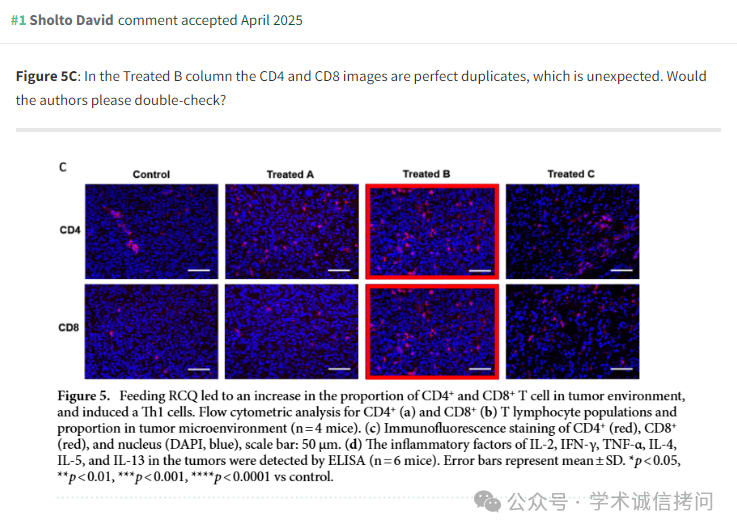 #1 Sholto David comment accepted April 2025
Figure 5C: In the Treated B column the CD4 and CD8 images are perfect duplicates, which is unexpected. Would
the authors please double-check?
C
Control Treated A Treated B Treated C
CD4
CD8
Figure 5. Feeding RCQ led to an increase in the proportion of CD4⁺ and CD8⁺ T cell in tumor environment,
and induced a Th1 cells. Flow cytometric analysis for CD4⁺ (a) and CD8⁺ (b) T lymphocyte populations and
proportion in tumor microenvironment (n=4 mice). (c) Immunofluorescence staining of CD4⁺ (red), CD8⁺
(red), and nucleus (DAPI, blue), scale bar: 50 μm. (d) The inflammatory factors of IL-2, IFN-γ, TNF-α, IL-4,
IL-5, and IL-13 in the tumors were detected by ELISA (n=6 mice). Error bars represent mean±SD. *p<0.05,
**p<0.01, ***p<0.001, ****p<0.0001 vs control.
公众号 · 学术诚信拷问